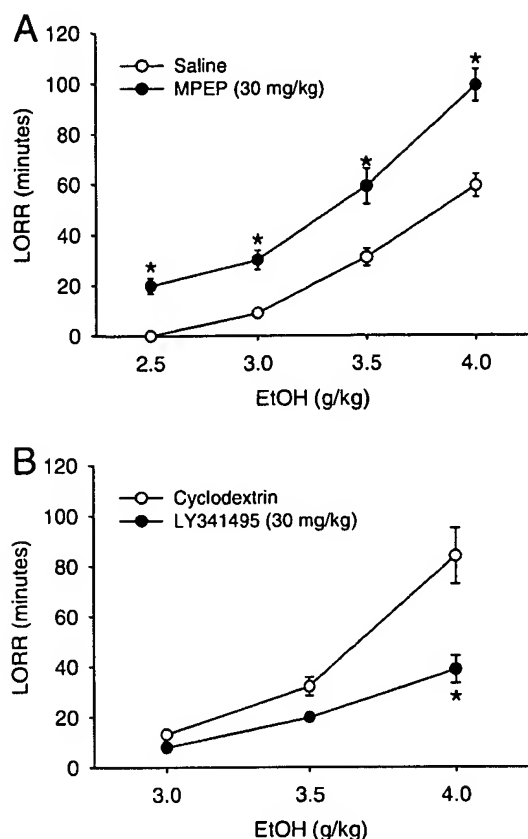 A
120
100
80
60
40
20
0
LORR (minutes)
Saline
MPEP (30 mg/kg)
★
★
★
★
2.5
3.0
3.5
4.0
EtOH (g/kg)
B
120
100
80
60
40
20
0
LORR (minutes)
Cyclodextrin
LY341495 (30 mg/kg)
★
3.0
3.5
4.0
EtOH (g/kg)